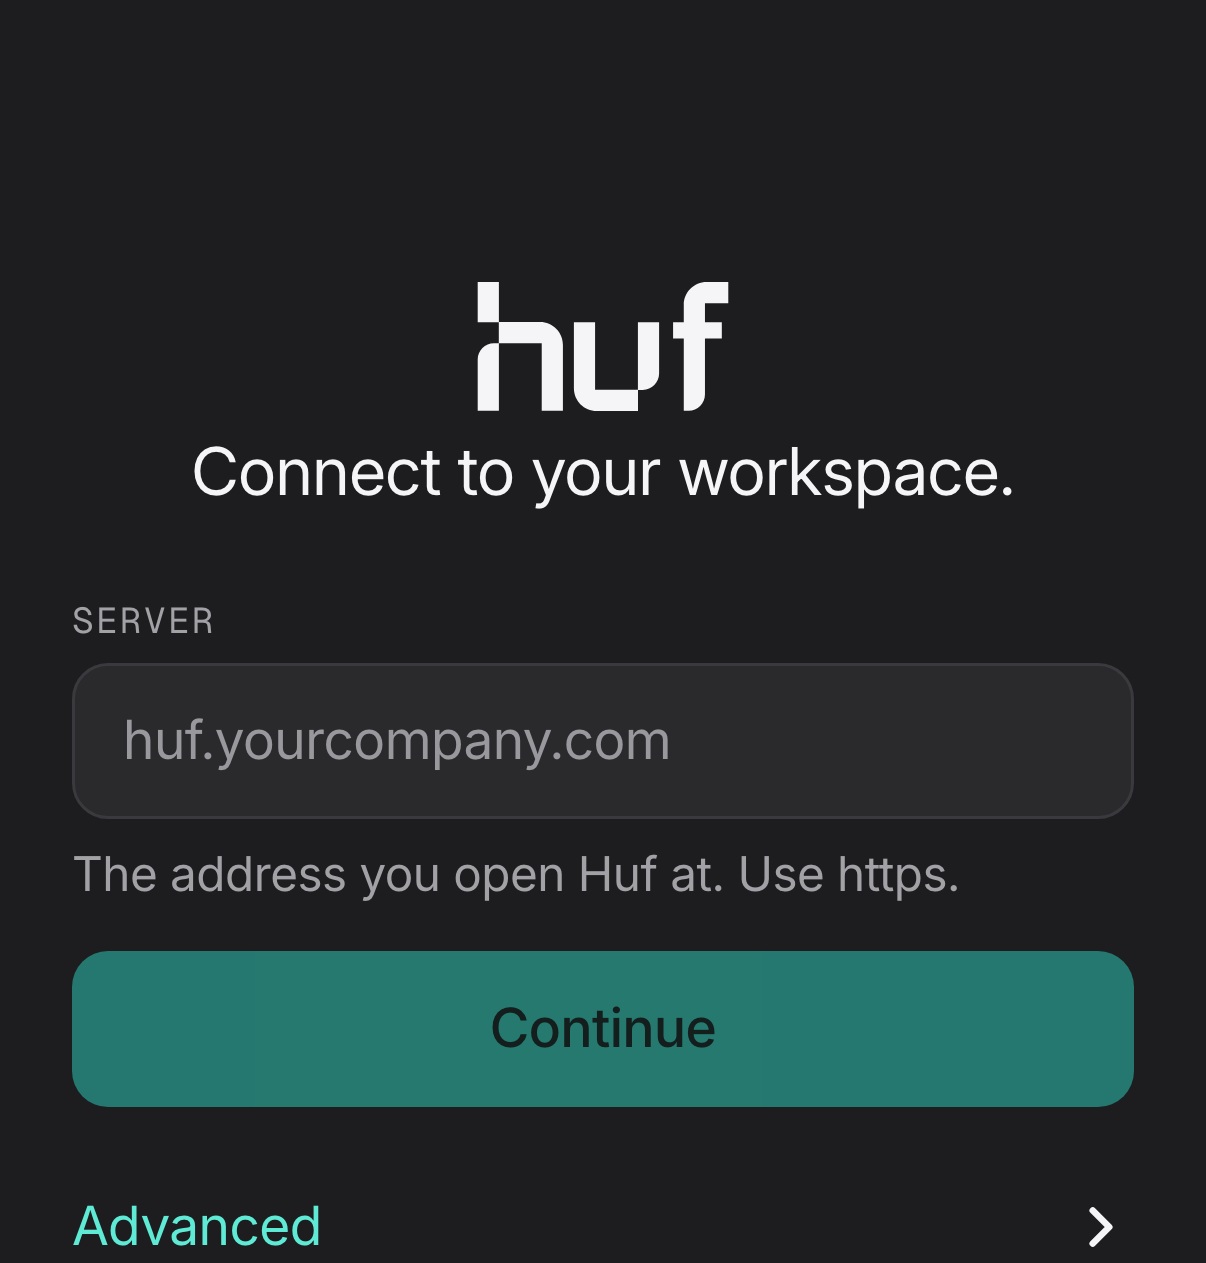 huf
Connect to your workspace.
SERVER
huf.yourcompany.com
The address you open Huf at. Use https.
Continue
Advanced